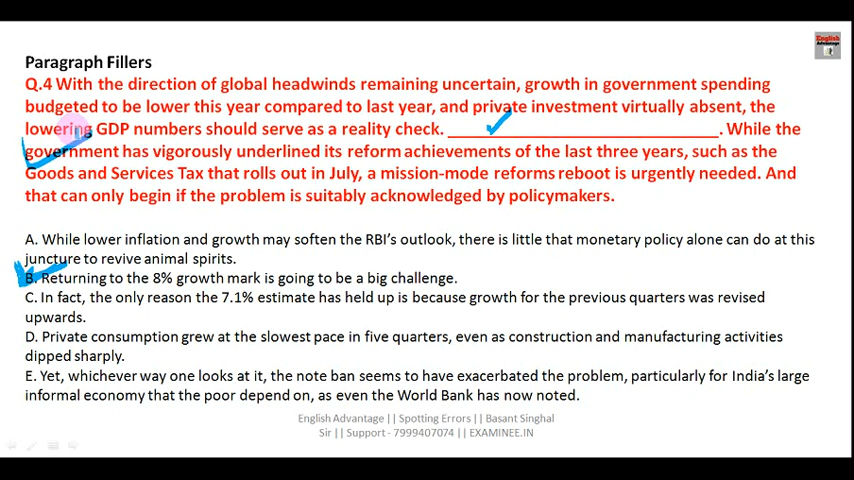 English
Advantage
Paragraph Fillers
Q.4 With the direction of global headwinds remaining uncertain, growth in government spending
budgeted to be lower this year compared to last year, and private investment virtually absent, the
lowering GDP numbers should serve as a reality check. ______________________________. While the
government has vigorously underlined its reform achievements of the last three years, such as the
Goods and Services Tax that rolls out in July, a mission-mode reforms reboot is urgently needed. And
that can only begin if the problem is suitably acknowledged by policymakers.
A. While lower inflation and growth may soften the RBI's outlook, there is little that monetary policy alone can do at this
juncture to revive animal spirits.
B. Returning to the 8% growth mark is going to be a big challenge.
C. In fact, the only reason the 7.1% estimate has held up is because growth for the previous quarters was revised
upwards.
D. Private consumption grew at the slowest pace in five quarters, even as construction and manufacturing activities
dipped sharply.
E. Yet, whichever way one looks at it, the note ban seems to have exacerbated the problem, particularly for India's large
informal economy that the poor depend on, as even the World Bank has now noted.
English Advantage || Spotting Errors || Basant Singhal
Sir || Support - 7999407074 || EXAMINEE.IN